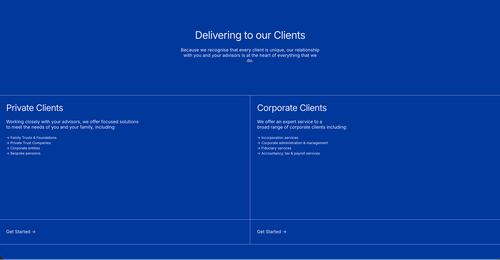 Delivering to our Clients
Because we recognise that every client is unique, our relationship
with you and your advisors is at the heart of everything that we
do.
Private Clients
Working closely with your advisors, we offer focused solutions
to meet the needs of you and your family, including:
→ Family Trusts & Foundations
→ Private Trust Companies
→ Corporate entities
→ Bespoke pensions
Get Started →
Corporate Clients
We offer an expert service to a
broad range of corporate clients including:
→ Incorporation services
→ Corporate administration & management
→ Fiduciary services
→ Accountancy, tax & payroll services
Get Started →